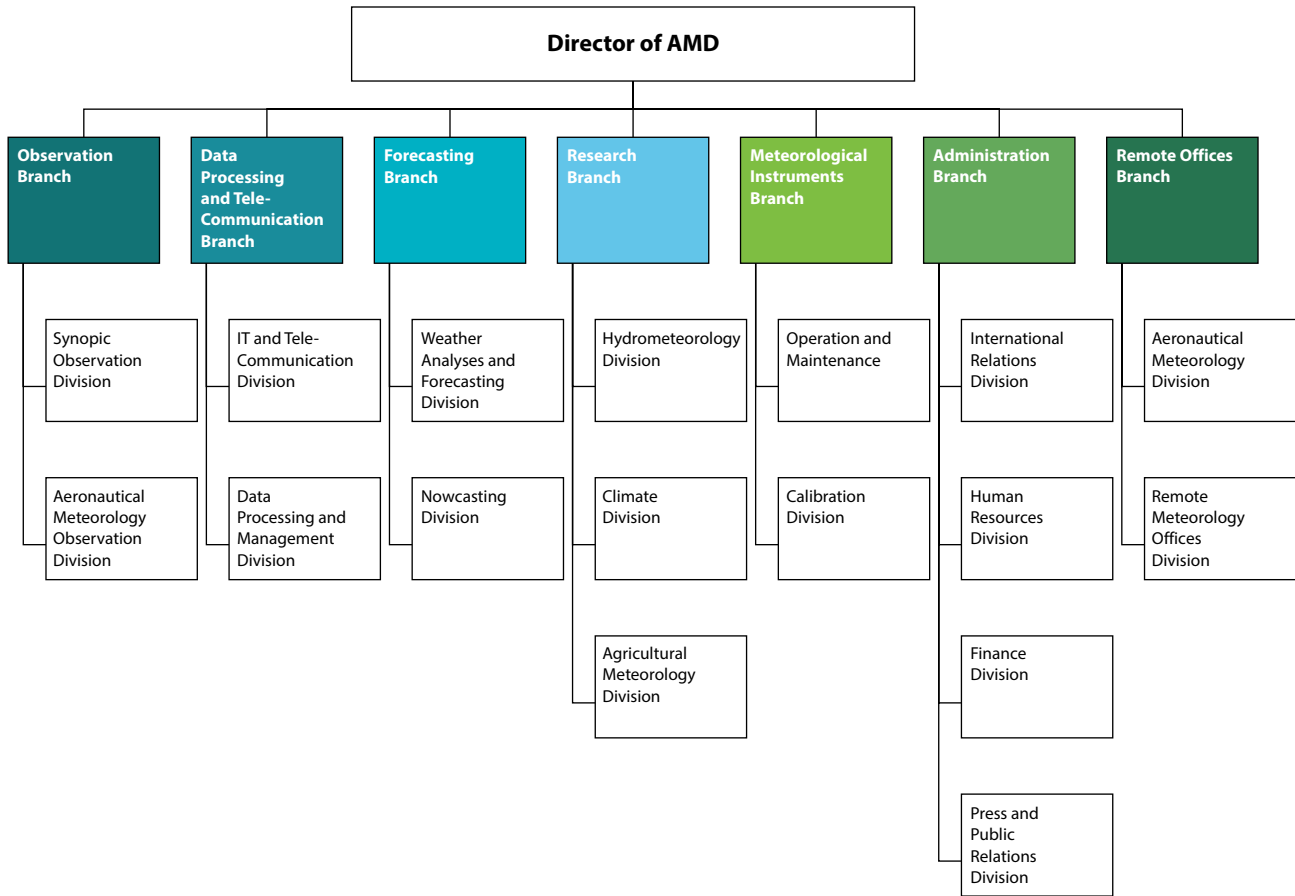 Director of AMD
Observation
Branch
Data
Processing
and Tele-
Communication
Branch
Forecasting
Branch
Research
Branch
Meteorological
Instruments
Branch
Administration
Branch
Remote Offices
Branch
Synopic
Observation
Division
IT and Tele-
Communication
Division
Weather
Analyses and
Forecasting
Division
Hydrometeorology
Division
Operation and
Maintenance
International
Relations
Division
Aeronautical
Meteorology
Division
Aeronautical
Meteorology
Observation
Division
Data
Processing and
Management
Division
Nowcasting
Division
Climate
Division
Calibration
Division
Human
Resources
Division
Remote
Meteorology
Offices
Division
Agricultural
Meteorology
Division
Finance
Division
Press and
Public
Relations
Division